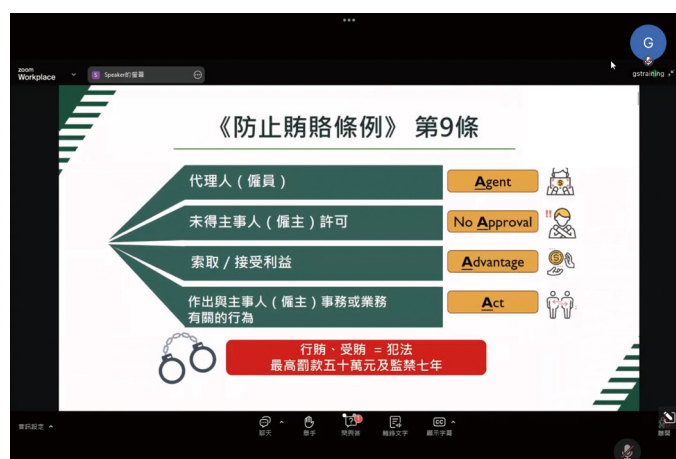 zoom
Workplace
S Speaker的螢幕
G
gstraining
《防止賄賂條例》 第9條
代理人（僱員）
Agent
未得主事人（僱主）許可
No Approval
索取 / 接受利益
Advantage
作出與主事人（僱主）事務或業務
有關的行為
Act
行賄、受賄 = 犯法
最高罰款五十萬元及監禁七年
資訊設定
聊天
舉手
問與答
轉錄文字
CC
顯示字幕